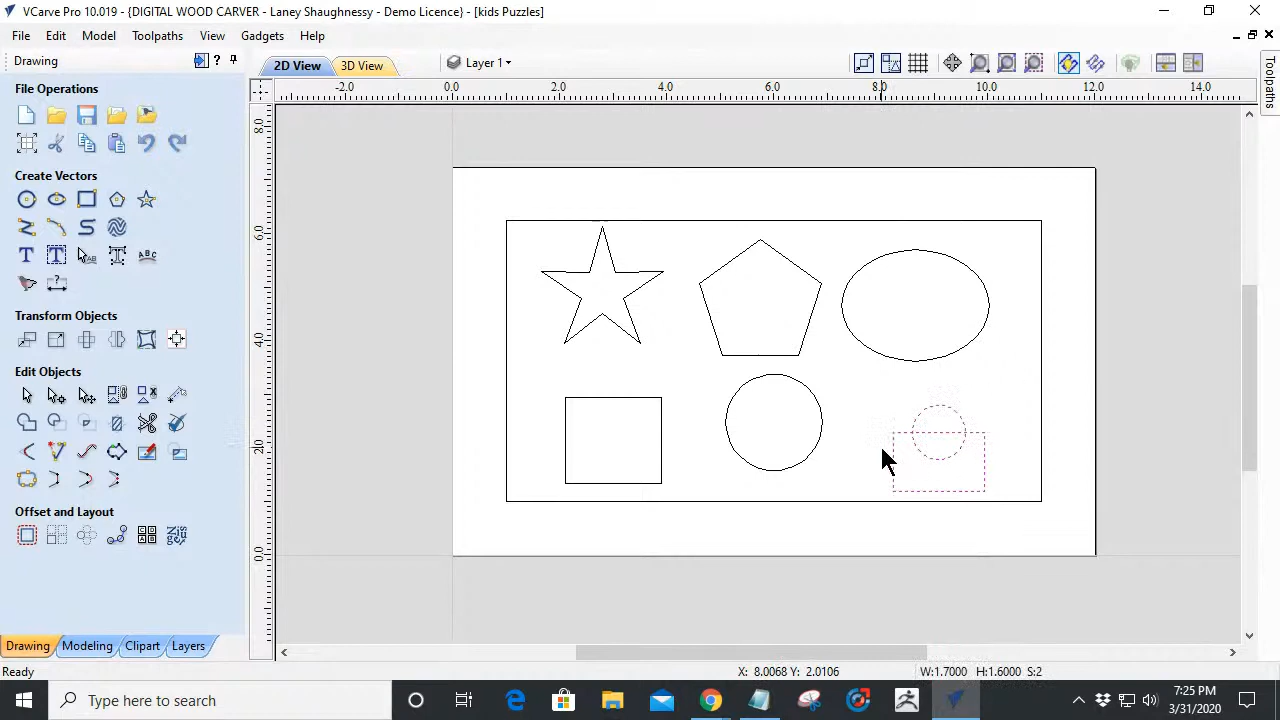 VCarve Pro 10.019 - {DIGITAL WOOD CARVER - Laney Shaughnessy - Demo Licence} - [kids Puzzles]
File Edit Model Toolpaths View Gadgets Help
Drawing
2D View 3D View Layer 1
Toolpaths
File Operations
-2.0 0.0 2.0 4.0 6.0 8.0 10.0 12.0 14.0
8.0
6.0
4.0
2.0
0.0
Create Vectors
Transform Objects
Edit Objects
Offset and Layout
Drawing Modeling Clipart Layers
Ready
X: 8.0068 Y: 2.0106
W:1.7000 H:1.6000 S:2
Type here to search
7:25 PM
3/31/2020